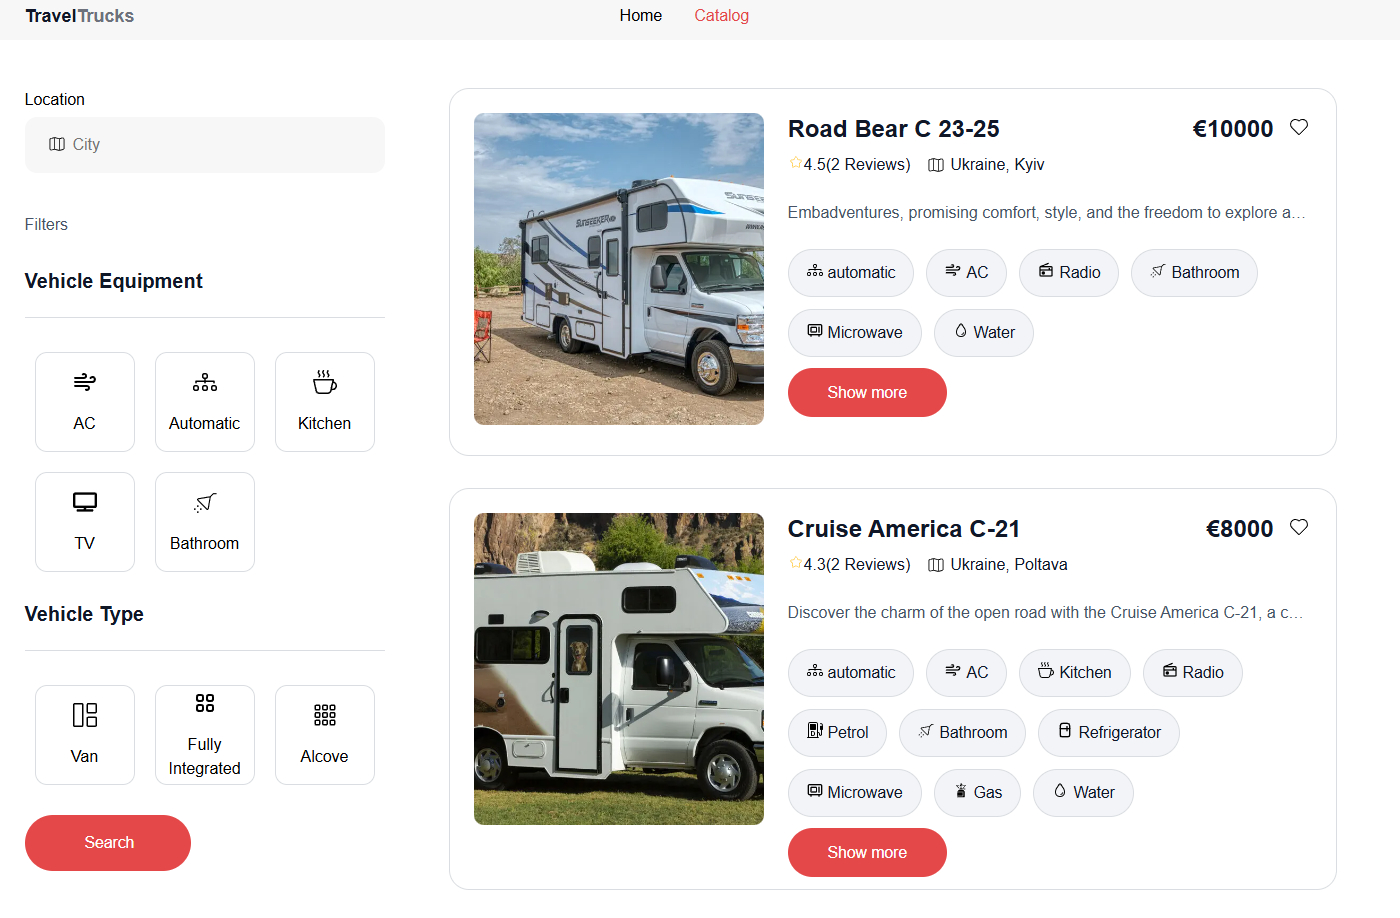 TravelTrucks
Home
Catalog
Location
City
Filters
Vehicle Equipment
AC
Automatic
Kitchen
TV
Bathroom
Vehicle Type
Van
Fully
Integrated
Alcove
Search
Road Bear C 23-25
€10000
4.5(2 Reviews)
Ukraine, Kyiv
Embadventures, promising comfort, style, and the freedom to explore a...
automatic
AC
Radio
Bathroom
Microwave
Water
Show more
SUNSEEKER
Cruise America C-21
€8000
4.3(2 Reviews)
Ukraine, Poltava
Discover the charm of the open road with the Cruise America C-21, a c...
automatic
AC
Kitchen
Radio
Petrol
Bathroom
Refrigerator
Microwave
Gas
Water
Show more